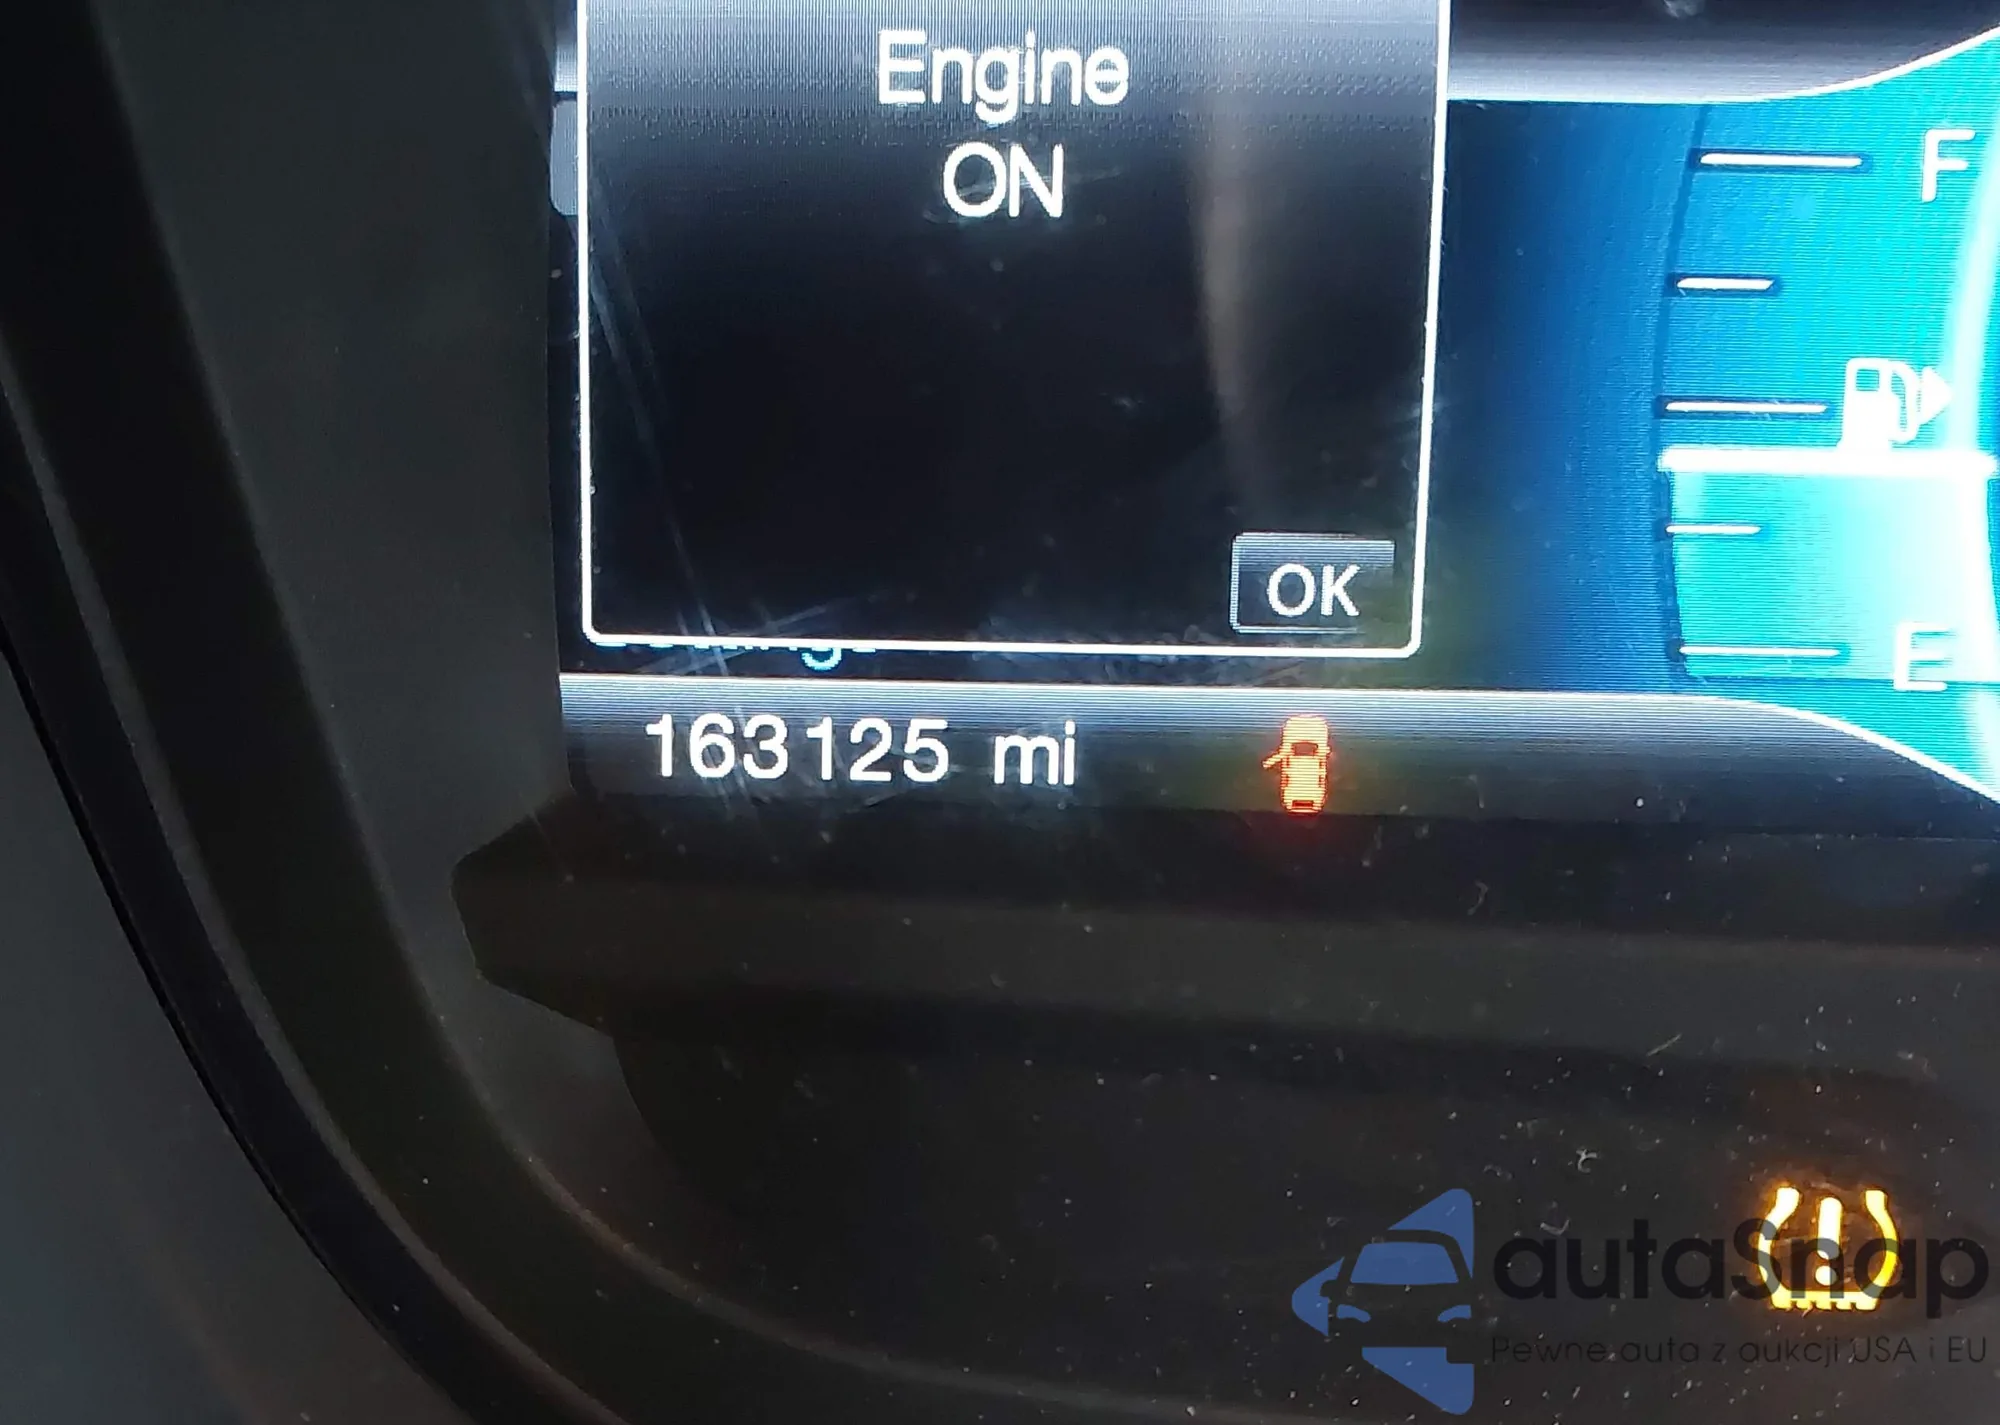 Engine
ON
F
OK
E
163125 mi
autaSnap
Pewne auta z aukcji USA i EU